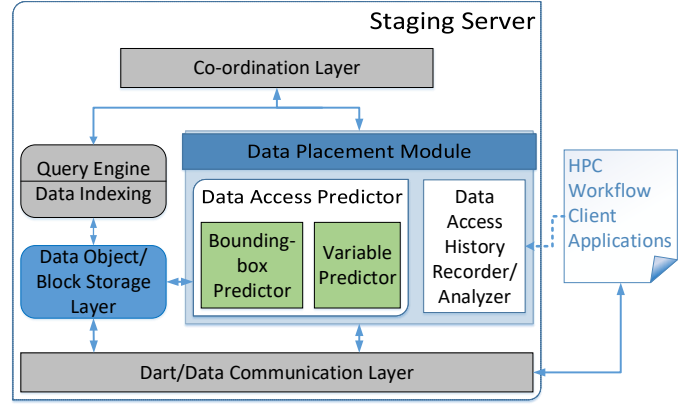 Staging Server
Co-ordination Layer
Query Engine
Data Indexing
Data Placement Module
Data Access Predictor
Bounding-
box
Predictor
Variable
Predictor
Data
Access
History
Recorder/
Analyzer
HPC
Workflow
Client
Applications
Data Object/
Block Storage
Layer
Dart/Data Communication Layer